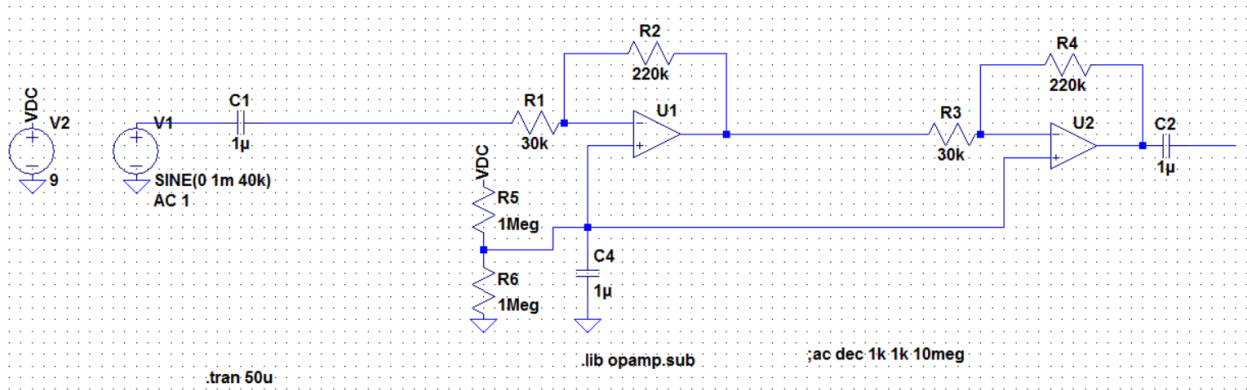 VDC
V2
9
V1
SINE(0 1m 40k)
AC 1
C1
1µ
R1
30k
R2
220k
U1
VDC
R5
1Meg
R6
1Meg
C4
1µ
R3
30k
R4
220k
U2
C2
1µ
.tran 50u
.lib opamp.sub
;ac dec 1k 1k 10meg